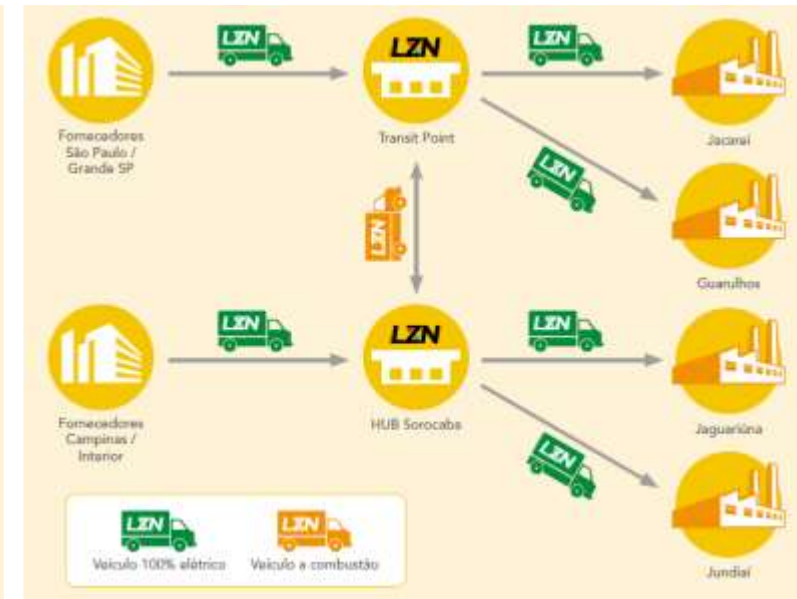 LZN
LZN
LZN
Fornecedores
São Paulo /
Grande SP
Transit Point
Jacareí
LZN
LZN
Guarulhos
LZN
LZN
LZN
Fornecedores
Campinas /
Interior
HUB Sorocaba
Jaguariúna
LZN
LZN
LZN
Veículo 100% elétrico
Veículo a combustão
Jundiaí